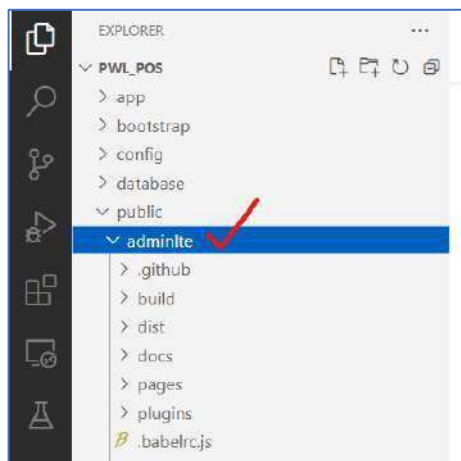 EXPLORER
PWL_POS
app
bootstrap
config
database
public
adminlte
.github
build
dist
docs
pages
plugins
.babelrc.js